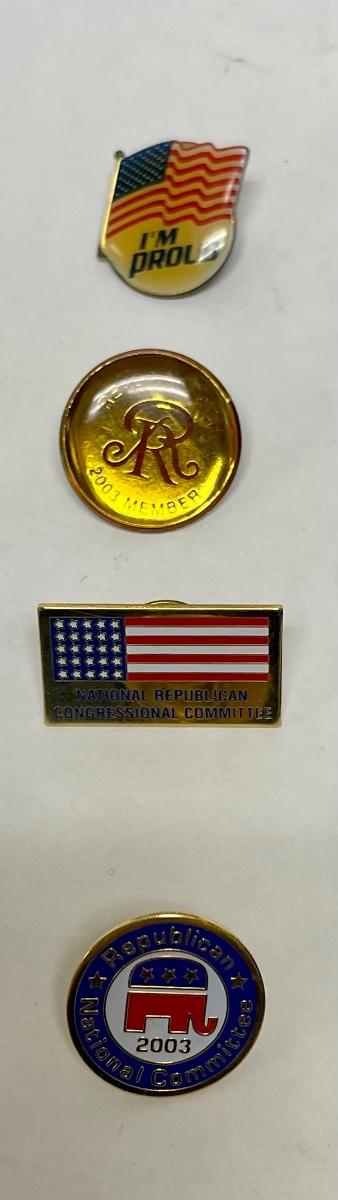 I'M
PROUD
R
2003 MEMBER
NATIONAL REPUBLICAN
CONGRESSIONAL COMMITTEE
Republican
National Committee
2003